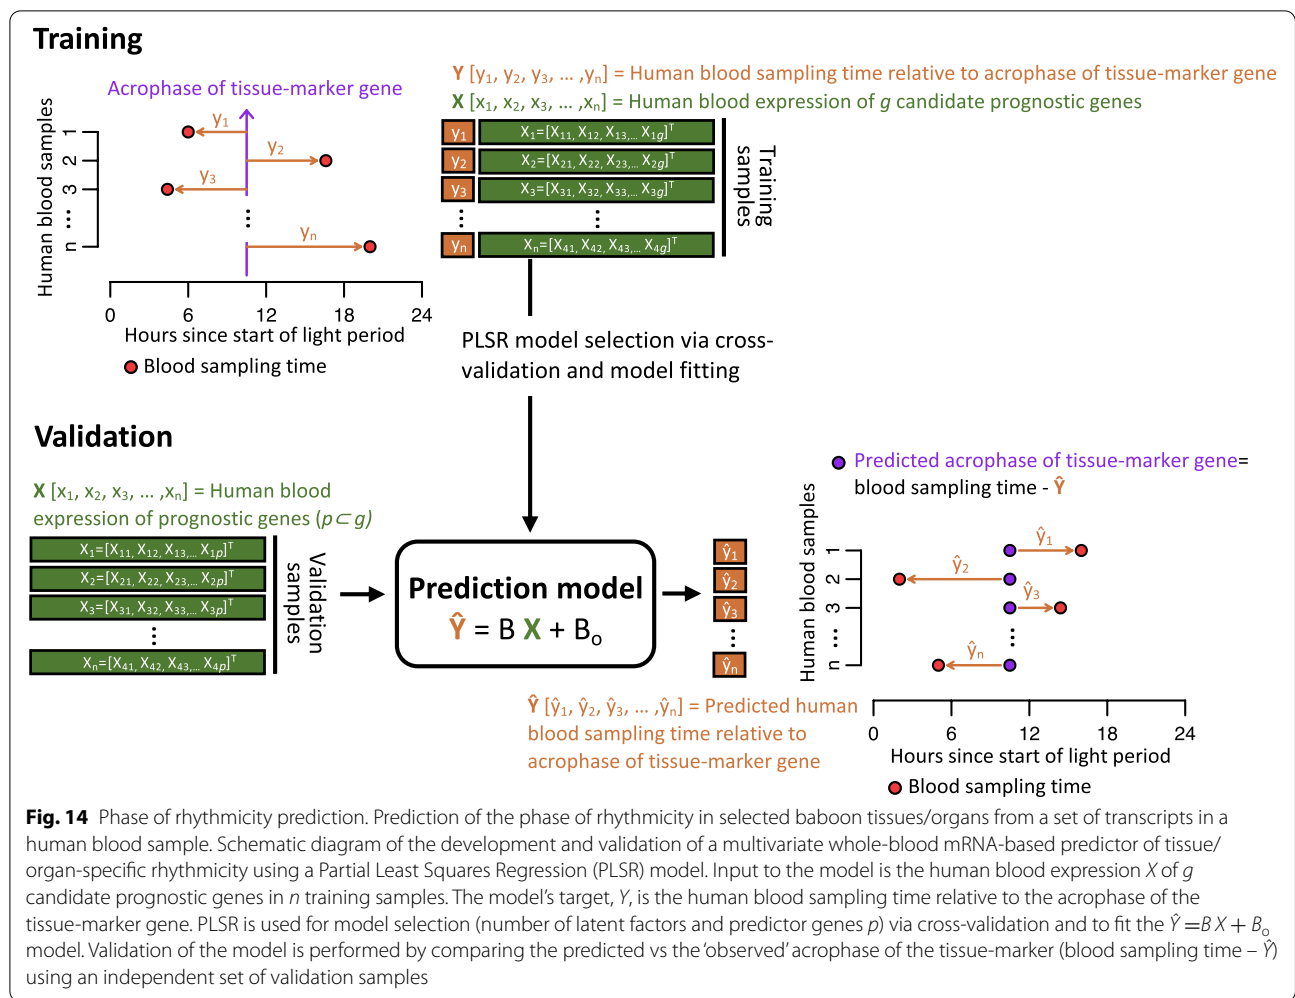 Training
Acrophase of tissue-marker gene
Human blood samples
1
2
3
...
n
y₁
y₂
y₃
yₙ
0 6 12 18 24
Hours since start of light period
Blood sampling time
Y [y₁, y₂, y₃, ... ,yₙ] = Human blood sampling time relative to acrophase of tissue-marker gene
X [x₁, x₂, x₃, ... ,xₙ] = Human blood expression of g candidate prognostic genes
y₁ X₁=[X₁₁, X₁₂, X₁₃,... X₁g]ᵀ
y₂ X₂=[X₂₁, X₂₂, X₂₃,... X₂g]ᵀ
y₃ X₃=[X₃₁, X₃₂, X₃₃,... X₃g]ᵀ
⋮ ⋮
yₙ Xₙ=[X₄₁, X₄₂, X₄₃,... X₄g]ᵀ
Training
samples
PLSR model selection via cross-
validation and model fitting
Validation
X [x₁, x₂, x₃, ... ,xₙ] = Human blood
expression of prognostic genes (p⊂g)
X₁=[X₁₁, X₁₂, X₁₃,... X₁p]ᵀ
X₂=[X₂₁, X₂₂, X₂₃,... X₂p]ᵀ
X₃=[X₃₁, X₃₂, X₃₃,... X₃p]ᵀ
⋮
Xₙ=[X₄₁, X₄₂, X₄₃,... X₄p]ᵀ
Validation
samples
Prediction model
Ŷ = B X + Bₒ
ŷ₁
ŷ₂
ŷ₃
⋮
ŷₙ
Ŷ [ŷ₁, ŷ₂, ŷ₃, ... ,ŷₙ] = Predicted human
blood sampling time relative to
acrophase of tissue-marker gene
Predicted acrophase of tissue-marker gene=
blood sampling time - Ŷ
Human blood samples
1
2
3
...
n
ŷ₁
ŷ₂
ŷ₃
ŷₙ
0 6 12 18 24
Hours since start of light period
Blood sampling time
Fig. 14 Phase of rhythmicity prediction. Prediction of the phase of rhythmicity in selected baboon tissues/organs from a set of transcripts in a
human blood sample. Schematic diagram of the development and validation of a multivariate whole-blood mRNA-based predictor of tissue/
organ-specific rhythmicity using a Partial Least Squares Regression (PLSR) model. Input to the model is the human blood expression X of g
candidate prognostic genes in n training samples. The model's target, Y, is the human blood sampling time relative to the acrophase of the
tissue-marker gene. PLSR is used for model selection (number of latent factors and predictor genes p) via cross-validation and to fit the Ŷ =B X + Bₒ
model. Validation of the model is performed by comparing the predicted vs the 'observed' acrophase of the tissue-marker (blood sampling time – Ŷ)
using an independent set of validation samples